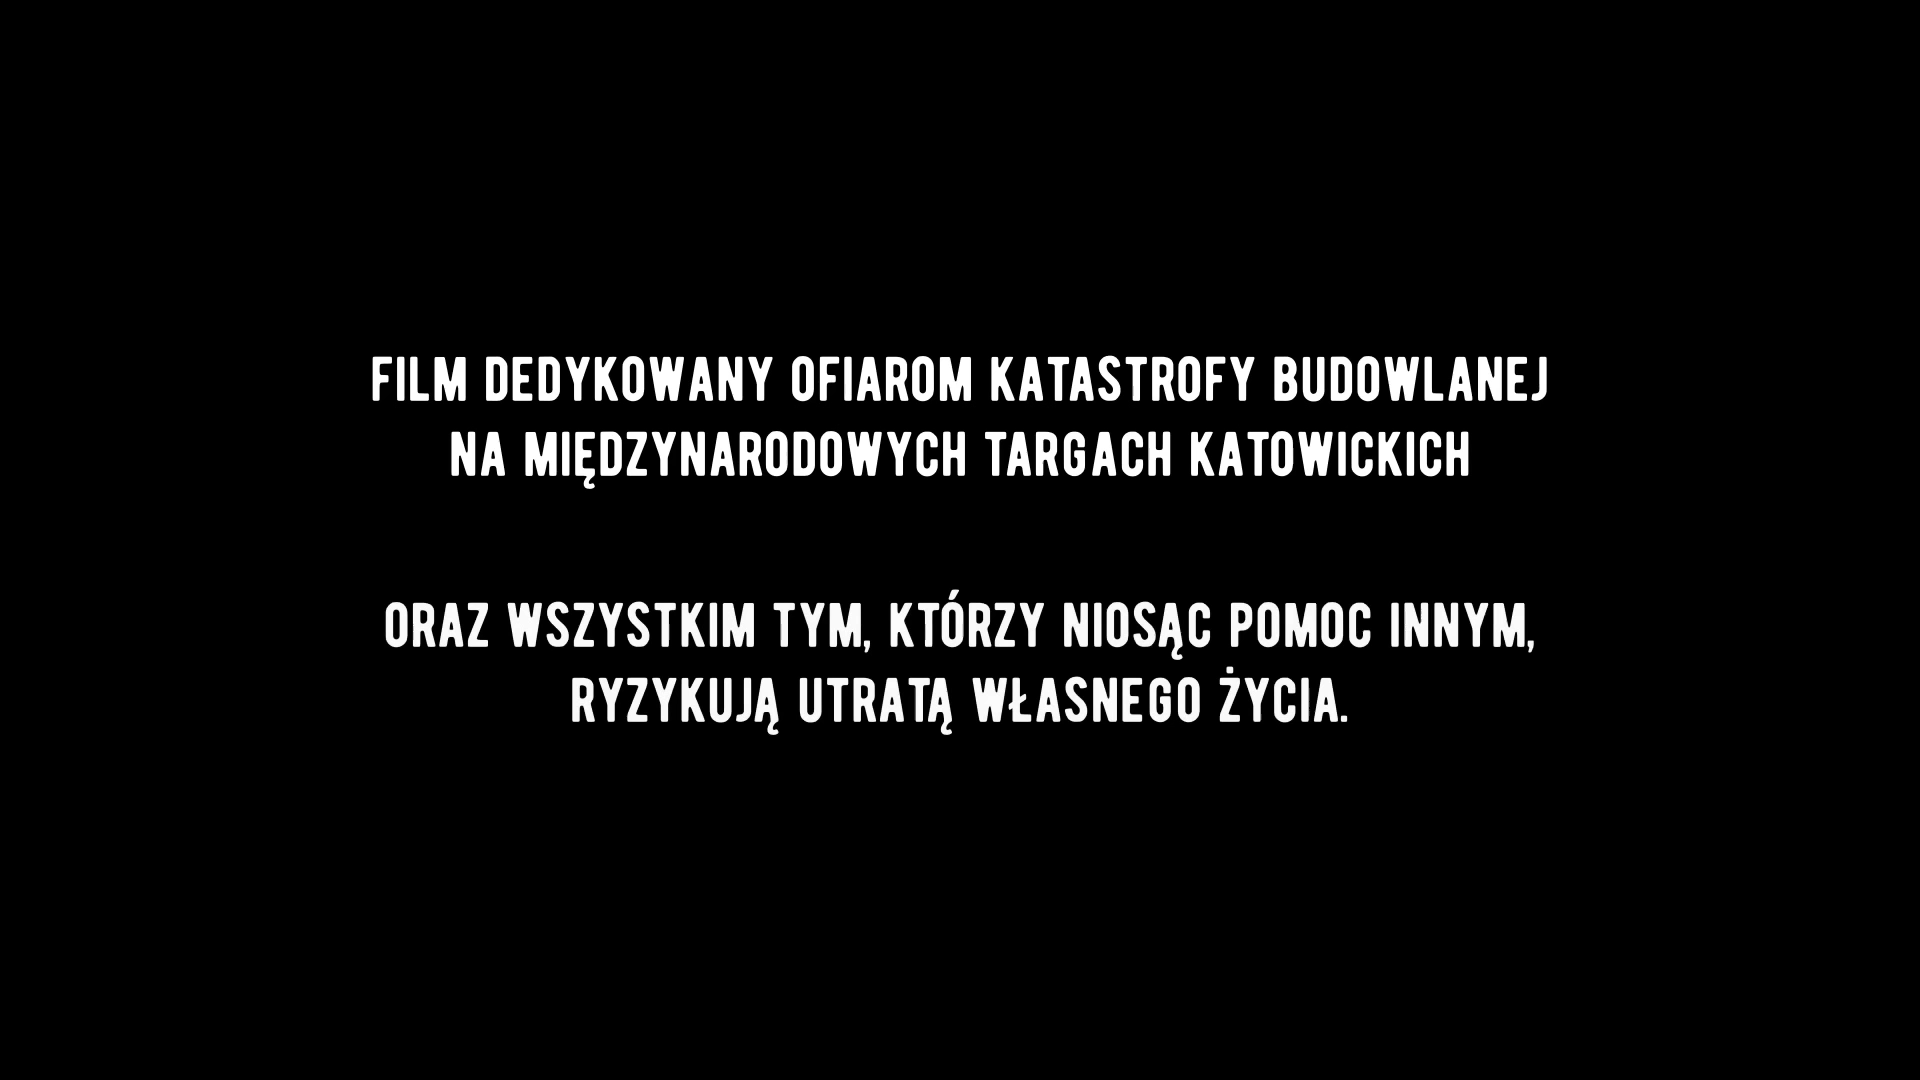 FILM DEDYKOWANY OFIAROM KATASTROFY BUDOWLANEJ
NA MIĘDZYNARODOWYCH TARGACH KATOWICKICH
ORAZ WSZYSTKIM TYM, KTÓRZY NIOSĄC POMOC INNYM,
RYZYKUJĄ UTRATĄ WŁASNEGO ŻYCIA.